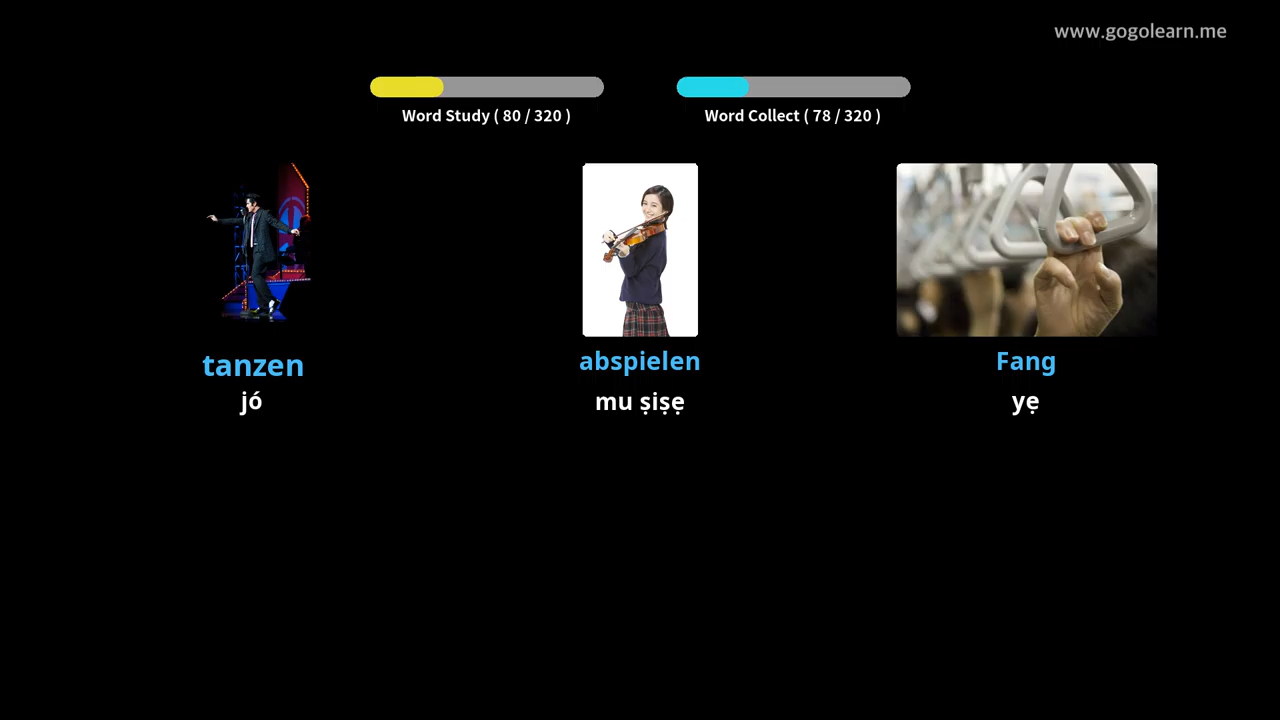 www.gogolearn.me
Word Study ( 80 / 320 )
Word Collect ( 78 / 320 )
tanzen
jó
abspielen
mu ṣiṣẹ
Fang
yẹ